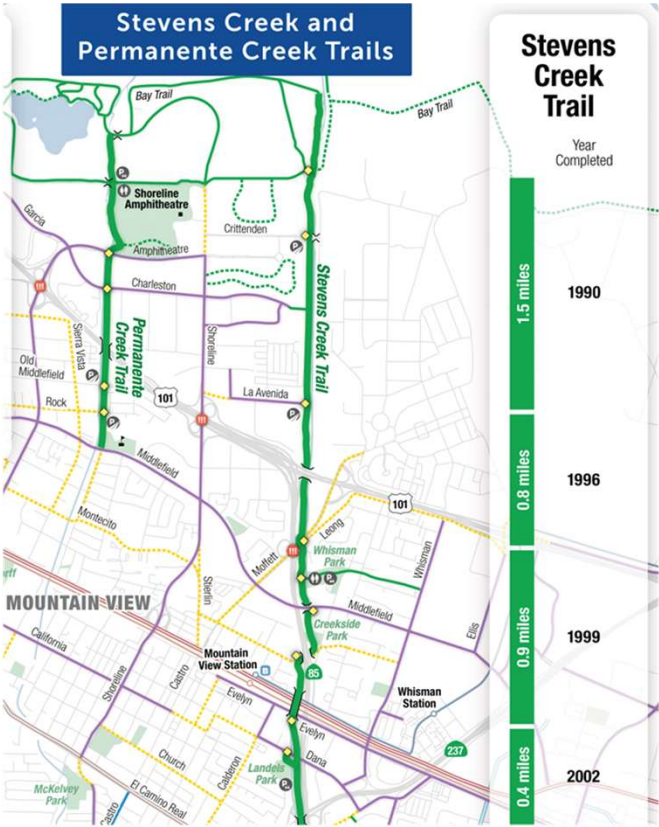 Stevens Creek and
Permanente Creek Trails
Stevens
Creek
Trail
Year
Completed
Bay Trail
Bay Trail
Shoreline
Amphitheatre
Garcia
Crittenden
Amphitheatre
Charleston
Stevens Creek Trail
1.5 miles
1990
Permanente
Creek Trail
Sierra Vista
Shoreline
Old
Middlefield
101
La Avenida
Rock
Middlefield
0.8 miles
1996
101
Montecito
Leong
Whisman
Park
Moffett
Whisman
Stierlin
MOUNTAIN VIEW
Middlefield
Creekside
Park
Ellis
0.9 miles
1999
California
Mountain
View Station
85
Shoreline
Castro
Evelyn
Whisman
Station
Evelyn
237
Church
Calderon
Dana
Landels
Park
0.4 miles
2002
McKelvey
Park
El Camino Real
Castro